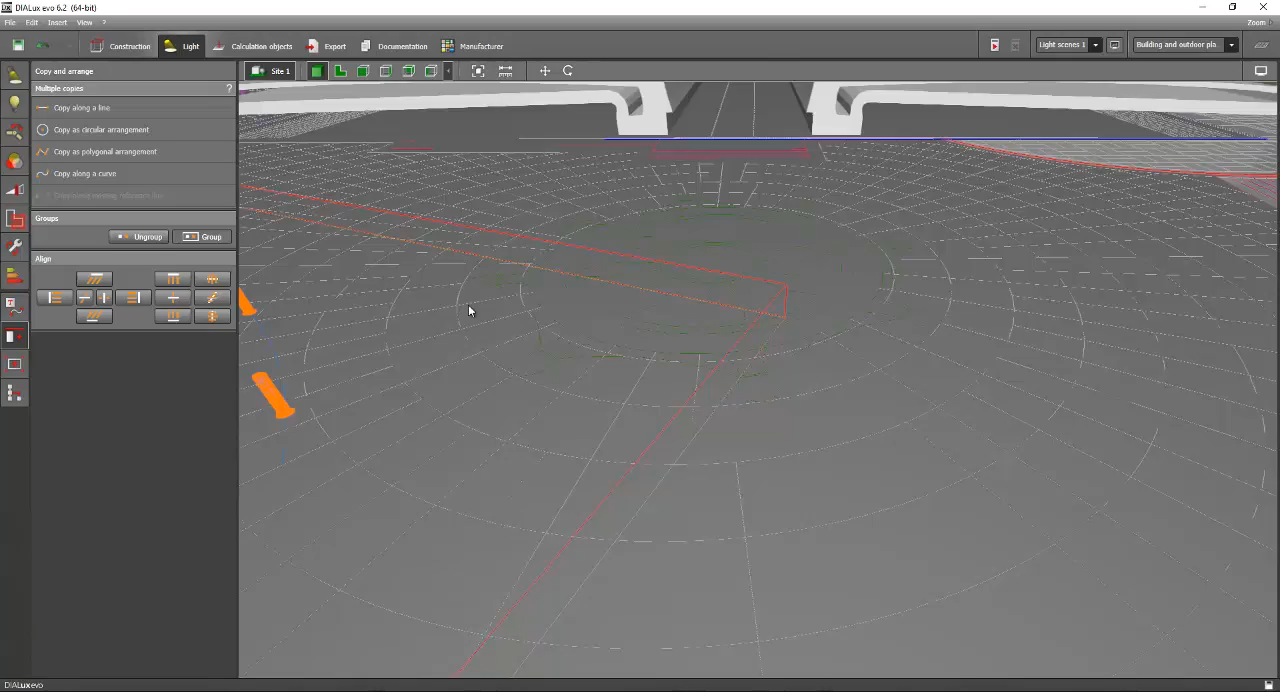 DIALux evo 6.2 (64-bit)
File Edit Insert View ?
Zoom
Construction Light Calculation objects Export Documentation Manufacturer
Light scenes 1 Building and outdoor pla...
Copy and arrange
Site 1
Multiple copies ?
Copy along a line
Copy as circular arrangement
Copy as polygonal arrangement
Copy along a curve
Groups
Ungroup Group
Align
DIALux evo